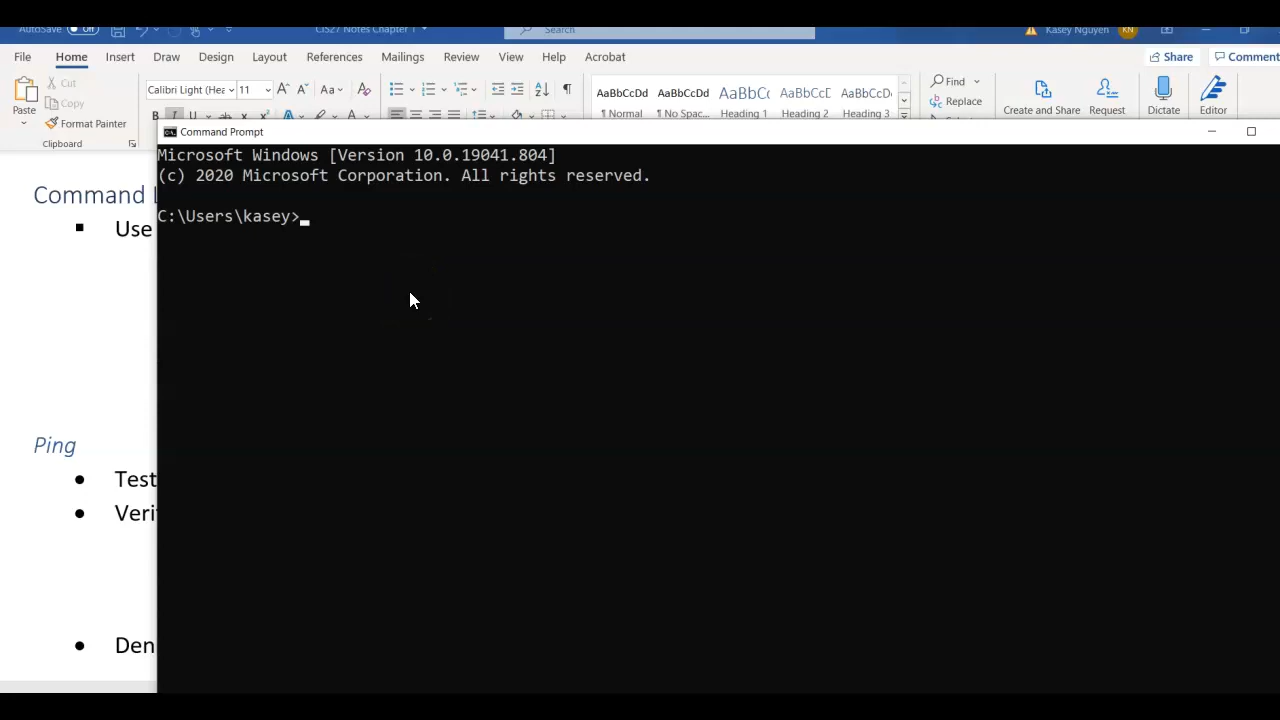 AutoSave Off CIS27 Notes Chapter 1 Search Kasey Nguyen KN
File Home Insert Draw Design Layout References Mailings Review View Help Acrobat Share Comment
Cut
Copy
Paste
Format Painter
Clipboard
Calibri Light (Hea 11 Aa
B
AaBbCcDd AaBbCcDd AaBbC( AaBbCcD AaBbCcD
¶ Normal ¶ No Spac... Heading 1 Heading 2 Heading 3
Find
Replace
Create and Share Request
Dictate
Editor
Command Prompt
Microsoft Windows [Version 10.0.19041.804]
(c) 2020 Microsoft Corporation. All rights reserved.
C:\Users\kasey>
Command L
Use
Ping
Test
Veri
Den